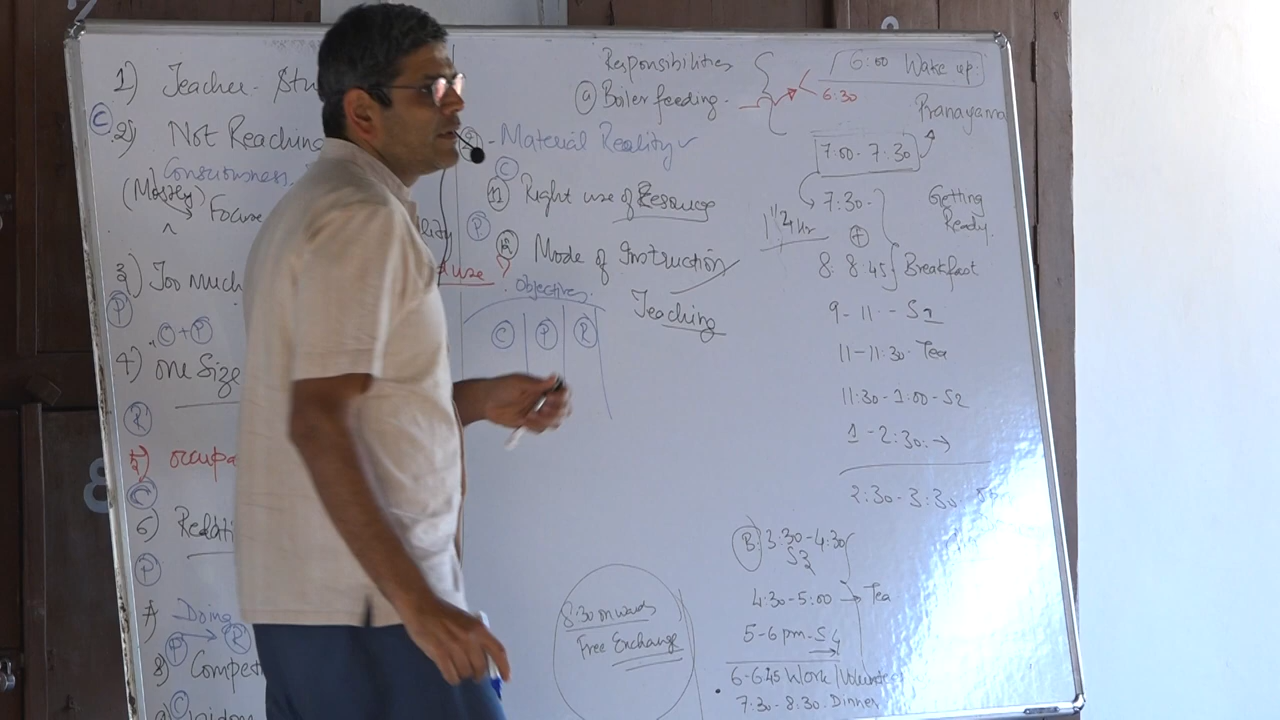 1) Teacher - Stu
C 2) Not Reaching
Consciousness.
(Mostly) Focuse
3) Too Much
P
C + P
4) one Size
R
5) occupa
C
6) Relati
P
7) Doing
P → R
8) Compet
C
Responsibilities
a Boiler feeding.
- Material Reality
C
11 Right use of Resource
P
12 Mode of Instruction
use ?
Objectives.
Teaching
C P R
6:00 Wake up.
6:30
Pranayama
7:00 - 7:30
7:30 -
Getting Ready.
1 1/4 Hr
+
8: 8:45 Breakfast
9 - 11 - S1
11 - 11:30 - Tea
11:30 - 1:00 - S2
1 - 2:30: →
2:30 - 3:30
B 3:30 - 4:30
S3
4:30 - 5:00 → Tea
5 - 6 pm - S4
6 - 6:45 Work /
7:30 - 8:30. Dinner
8:30 onwards
Free Exchange